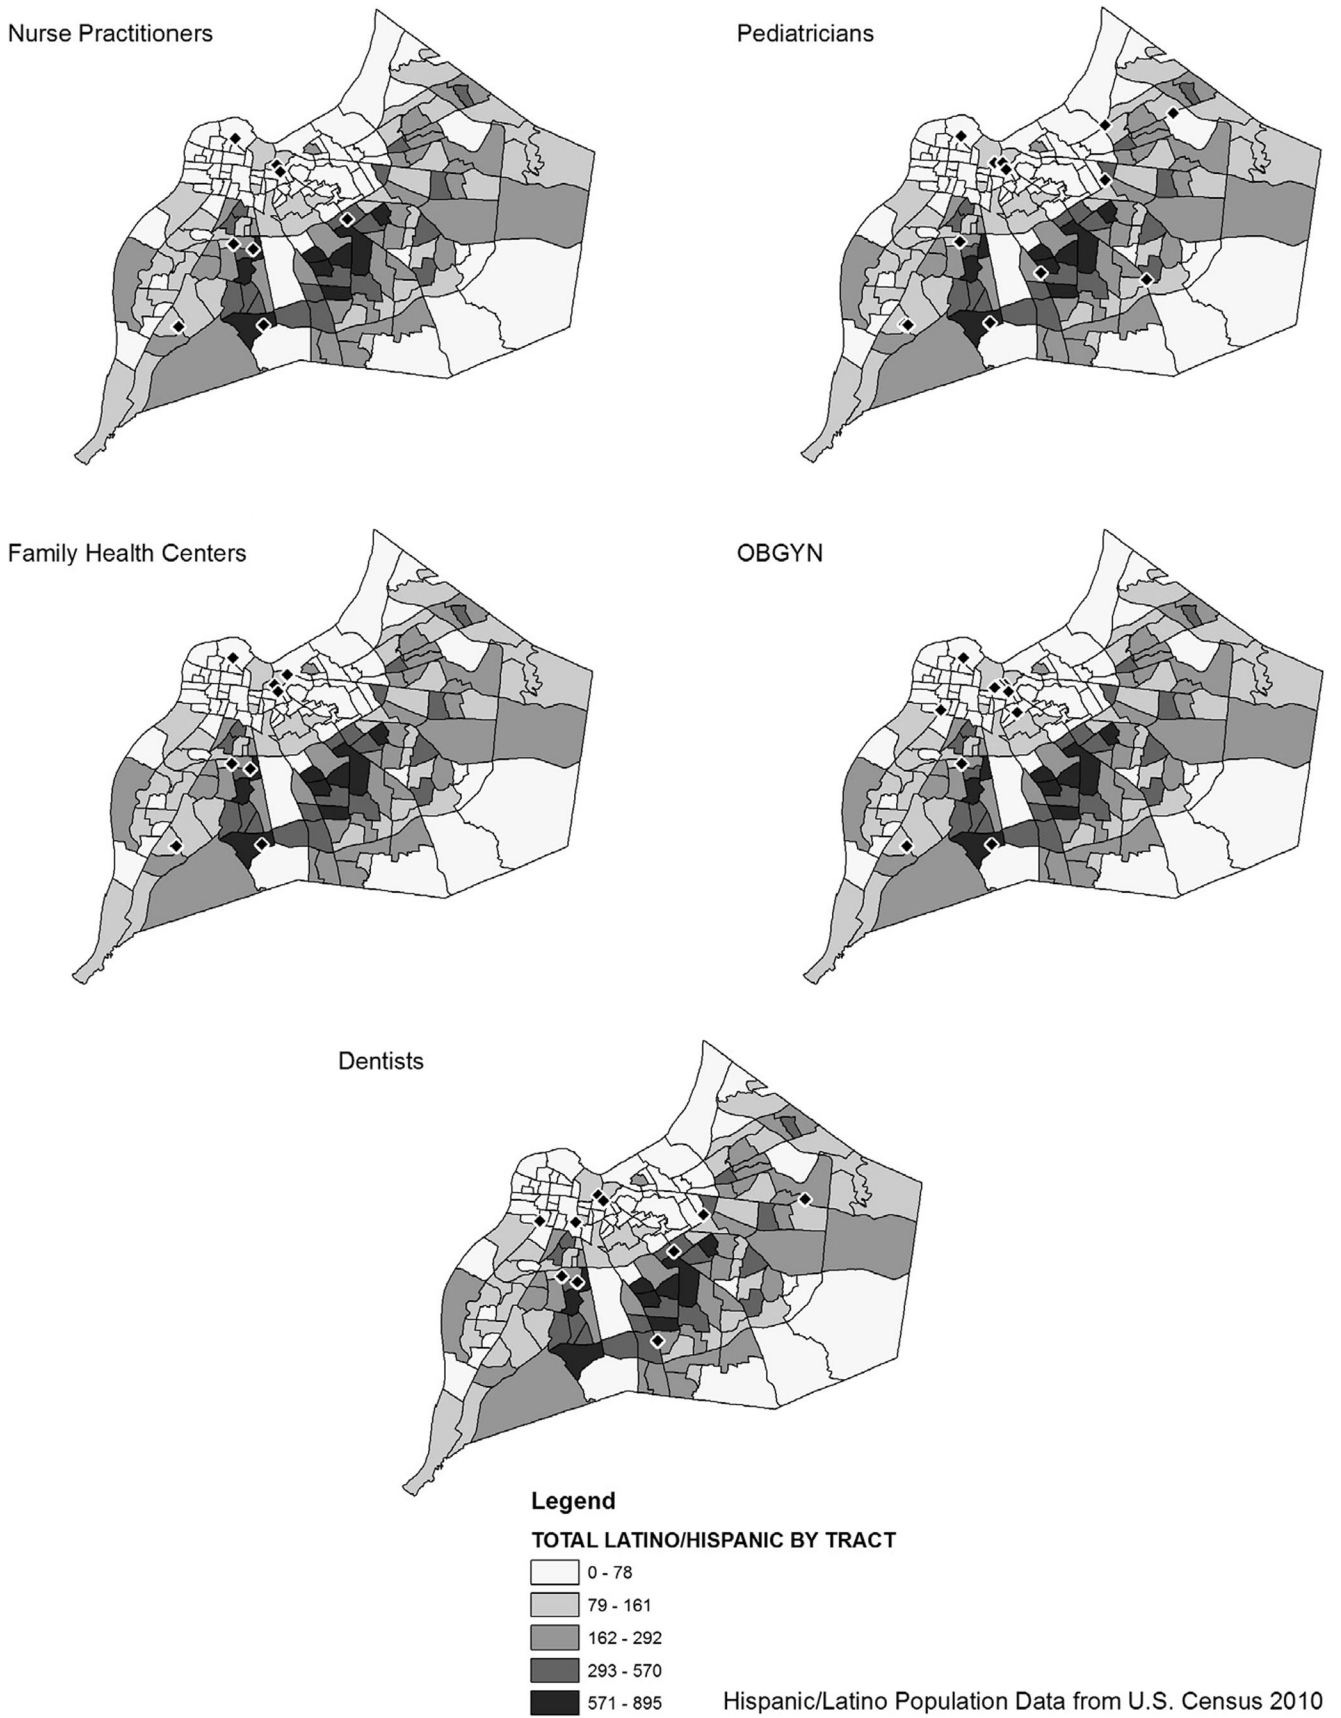 Nurse Practitioners
Pediatricians
Family Health Centers
OBGYN
Dentists
Legend
TOTAL LATINO/HISPANIC BY TRACT
0 - 78
79 - 161
162 - 292
293 - 570
571 - 895
Hispanic/Latino Population Data from U.S. Census 2010